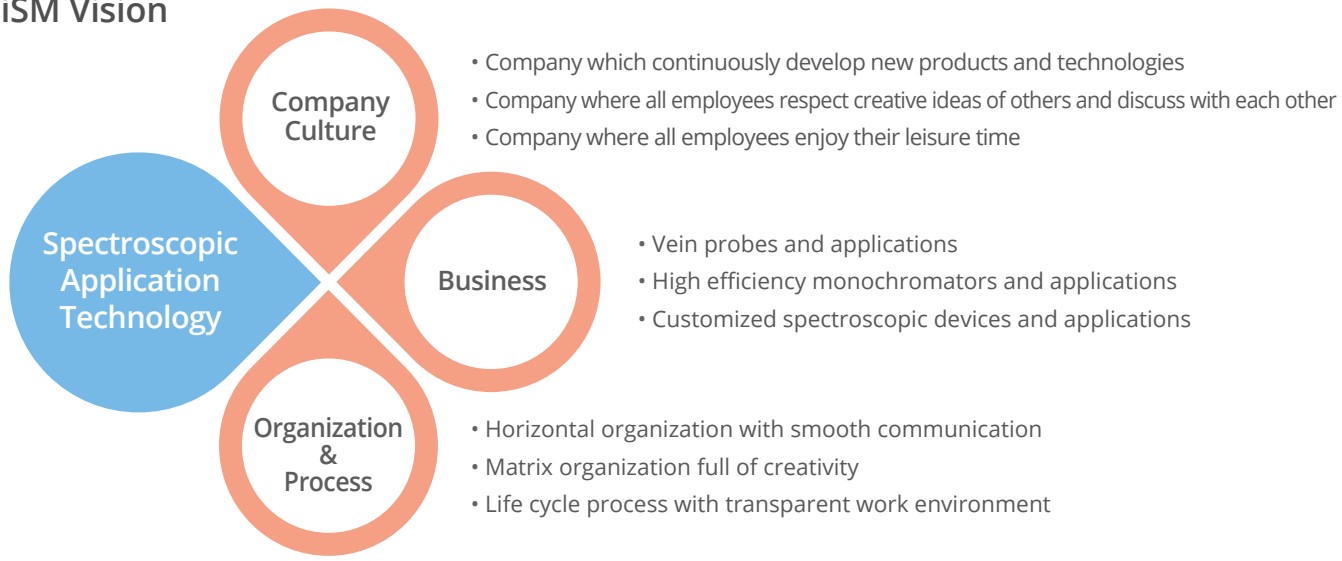 iSM Vision
Company
Culture
• Company which continuously develop new products and technologies
• Company where all employees respect creative ideas of others and discuss with each other
• Company where all employees enjoy their leisure time
Spectroscopic
Application
Technology
Business
• Vein probes and applications
• High efficiency monochromators and applications
• Customized spectroscopic devices and applications
Organization
&
Process
• Horizontal organization with smooth communication
• Matrix organization full of creativity
• Life cycle process with transparent work environment